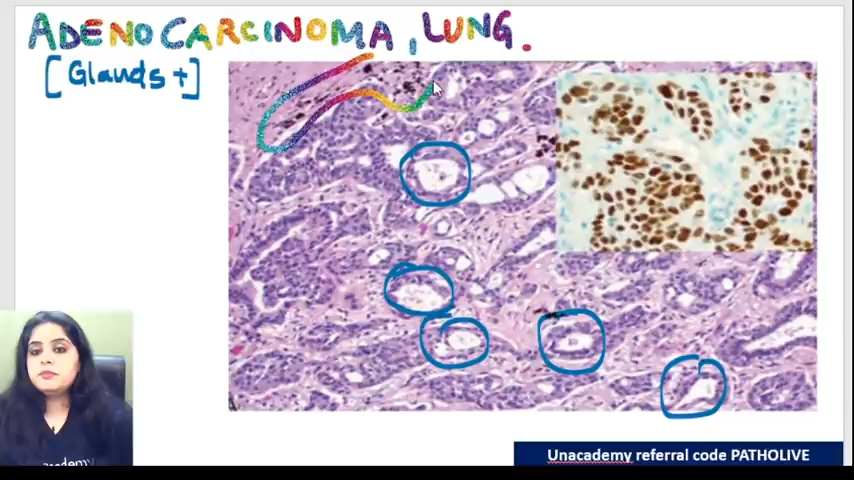 ADENOCARCINOMA, LUNG.
[Glands +]
Unacademy referral code PATHOLIVE